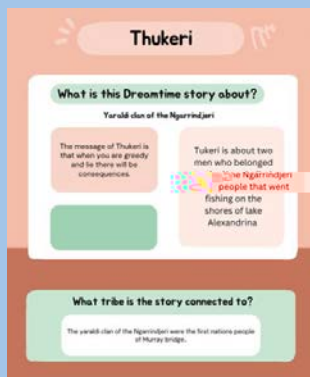 Thukeri
What is this Dreamtime story about?
Yaraldi clan of the Ngarrindjeri
The message of Thukeri is
that when you are greedy
and lie there will be
consequences.
Tukeri is about two
men who belonged
Ngarrindjeri
people that went
fishing on the
shores of lake
Alexandrina
What tribe is the story connected to?
The yaraldi clan of the Ngarrindjeri were the first nations people
of Murray bridge.